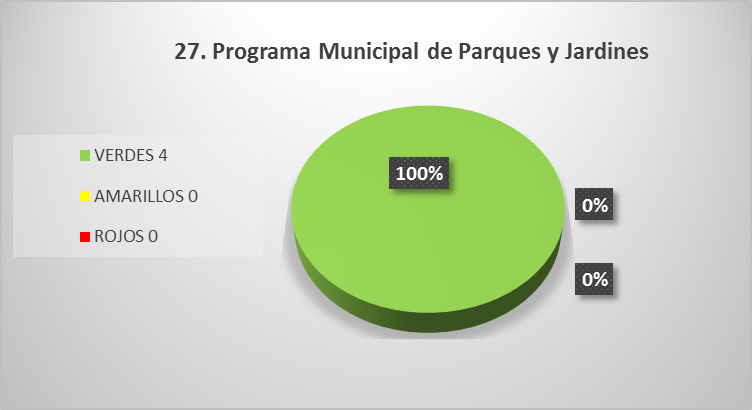 27. Programa Municipal de Parques y Jardines
VERDES 4
AMARILLOS 0
ROJOS 0
100%
0%
0%